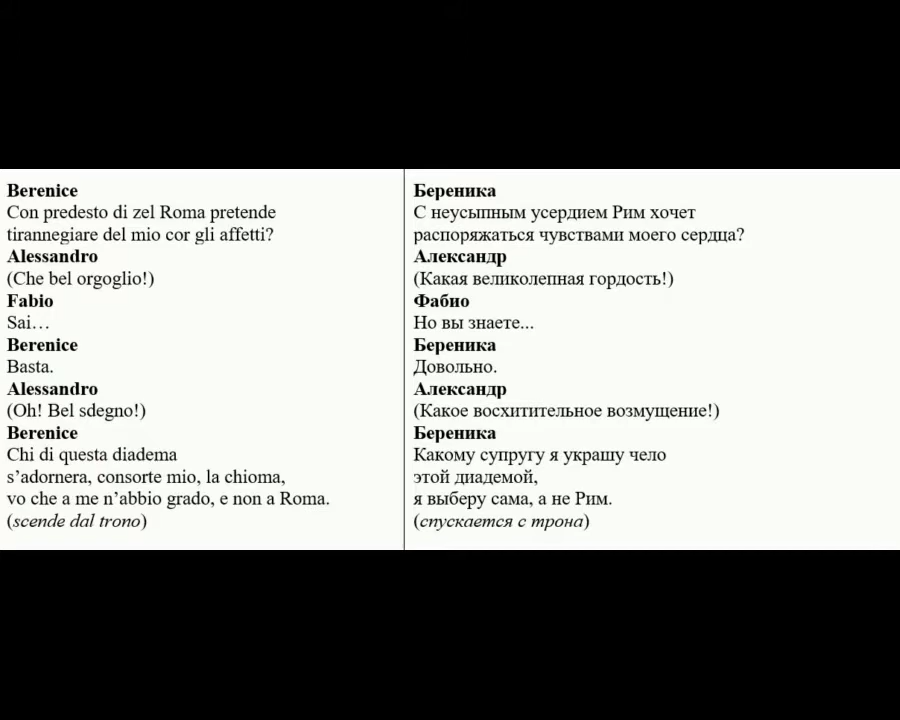 Berenice
Con predesto di zel Roma pretende
tirannegiare del mio cor gli affetti?
Alessandro
(Che bel orgoglio!)
Fabio
Sai…
Berenice
Basta.
Alessandro
(Oh! Bel sdegno!)
Berenice
Chi di questa diadema
s’adornera, consorte mio, la chioma,
vo che a me n’abbio grado, e non a Roma.
(scende dal trono)
Береника
С неусыпным усердием Рим хочет
распоряжаться чувствами моего сердца?
Александр
(Какая великолепная гордость!)
Фабио
Но вы знаете...
Береника
Довольно.
Александр
(Какое восхитительное возмущение!)
Береника
Какому супругу я украшу чело
этой диадемой,
я выберу сама, а не Рим.
(спускается с трона)